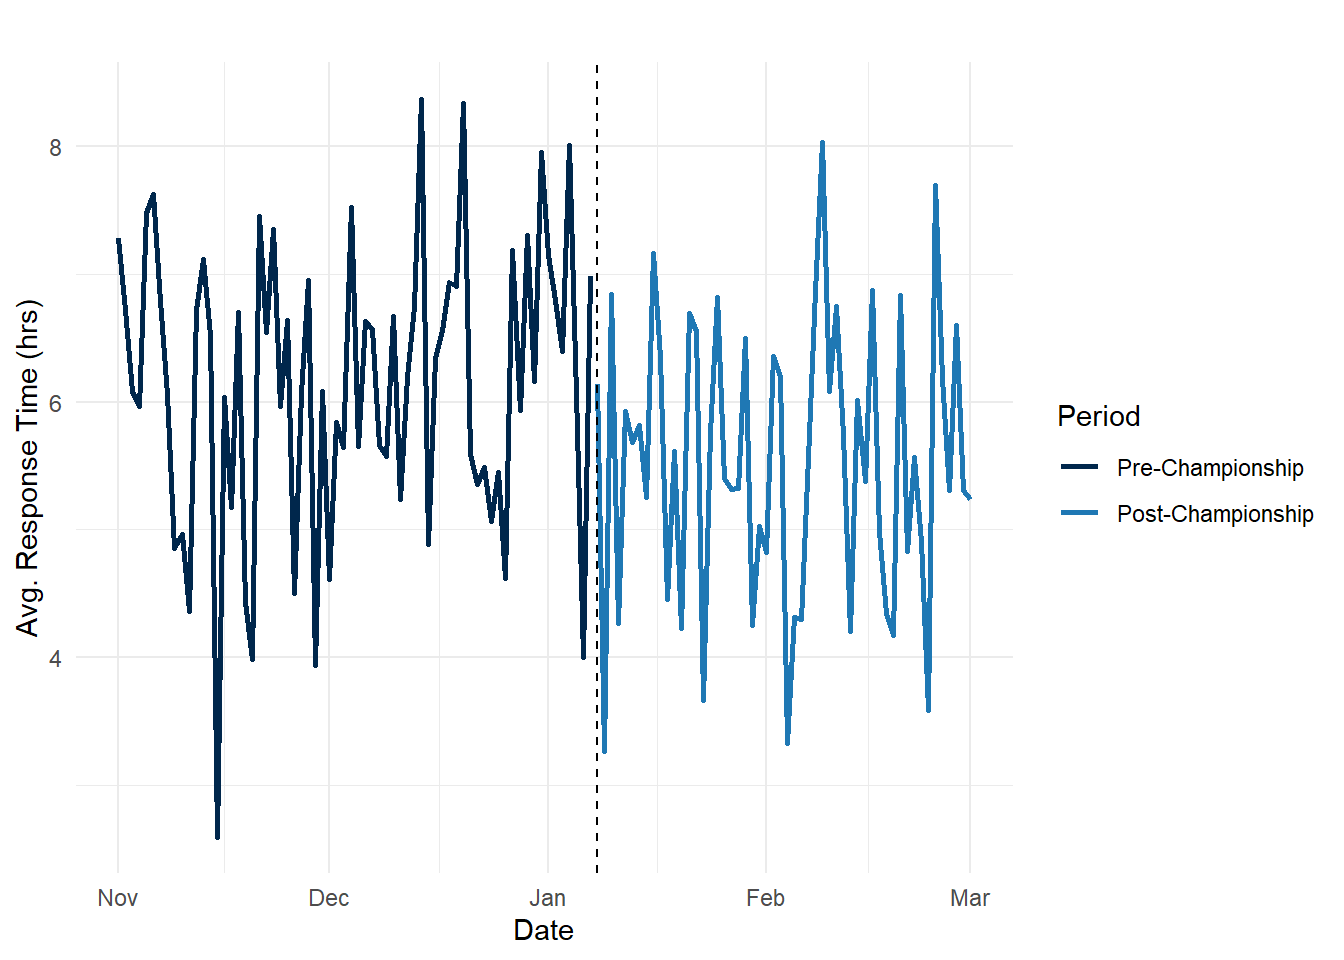 8
6
4
Avg. Response Time (hrs)
Nov
Dec
Jan
Feb
Mar
Date
Period
Pre-Championship
Post-Championship